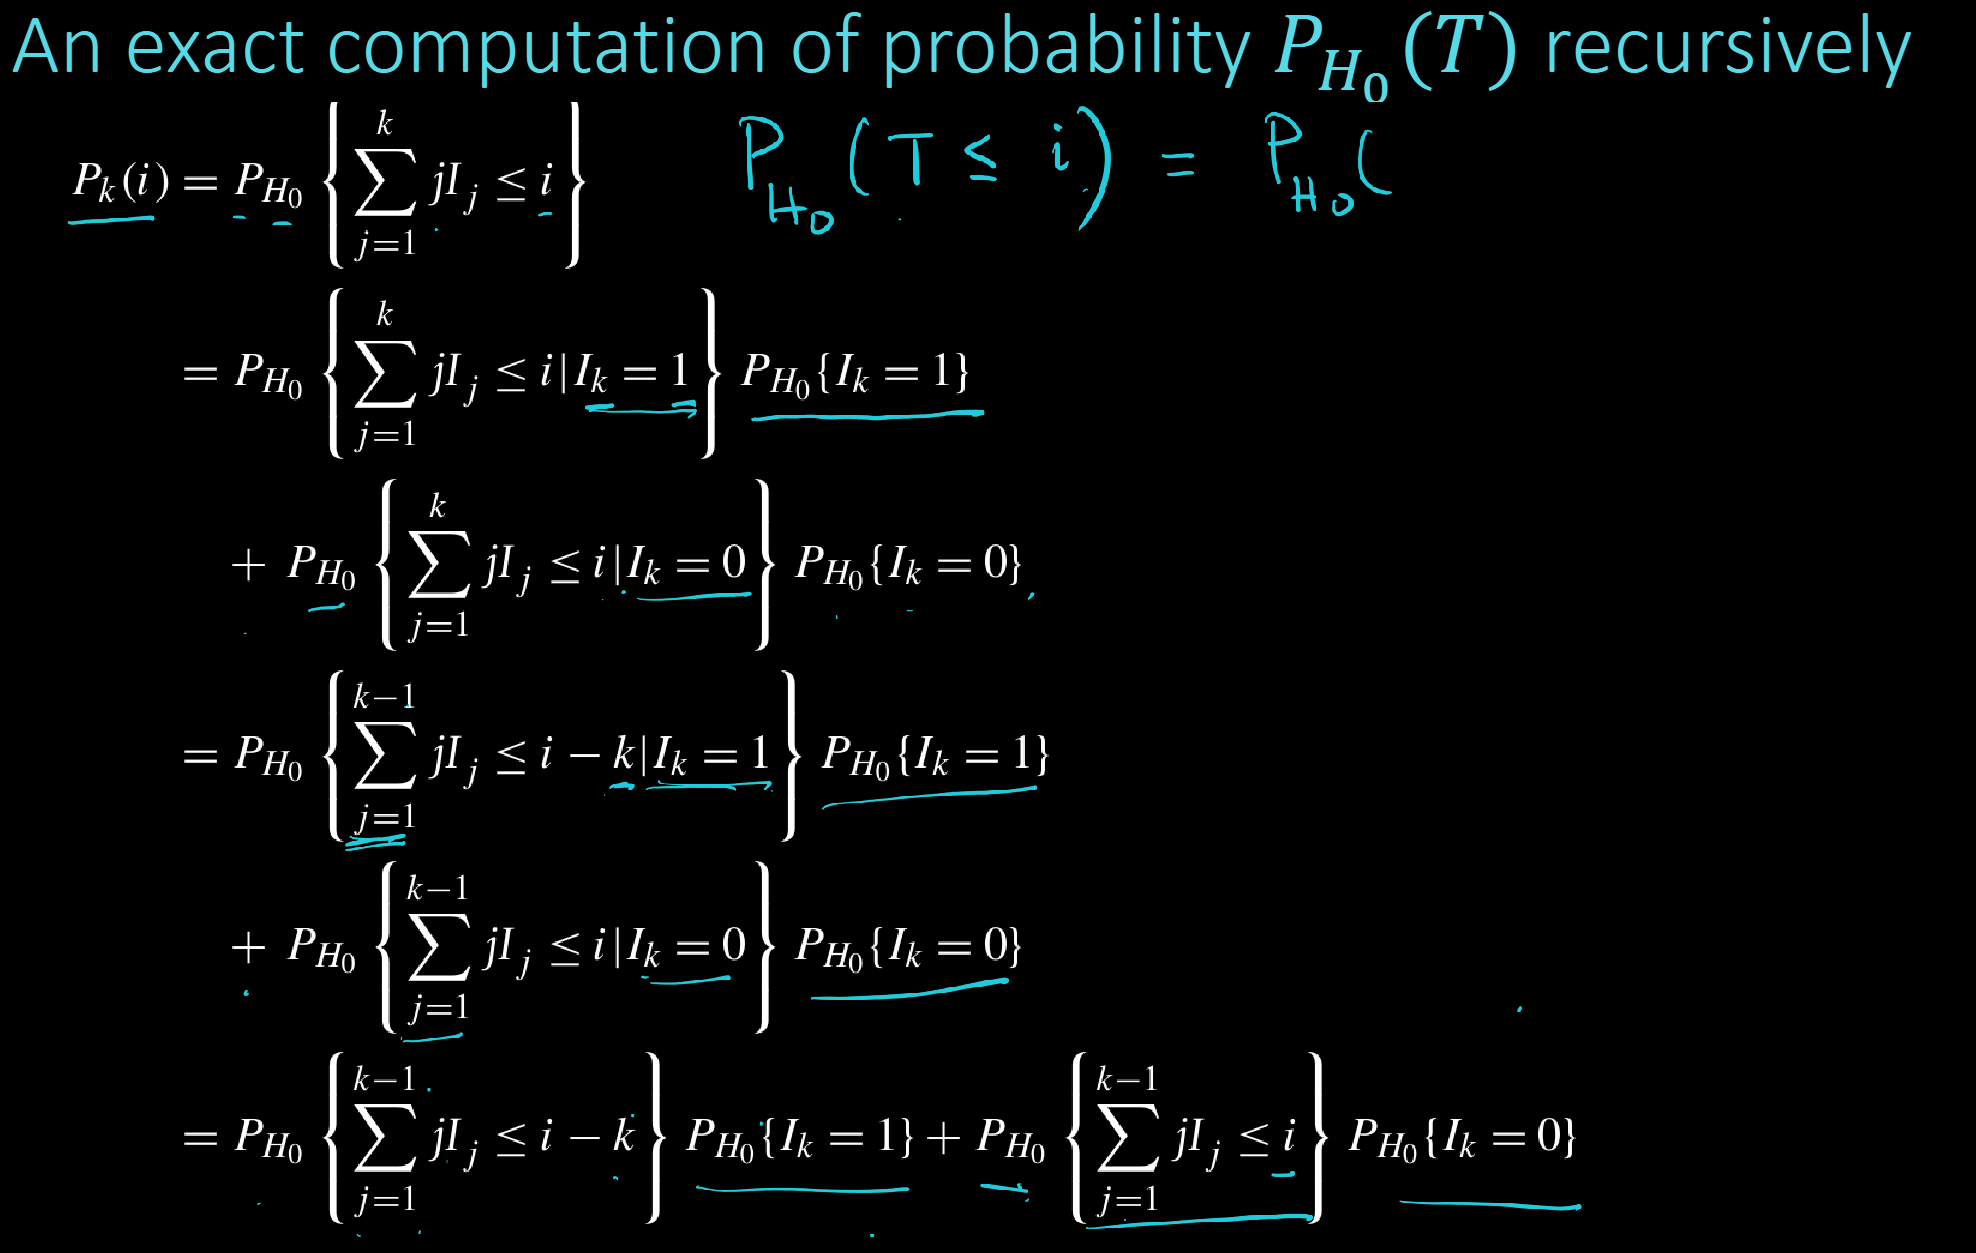 An exact computation of probability $P_{H_0}(T)$ recursively
$P_k(i) = P_{H_0} \left\{ \sum_{j=1}^{k} jI_j \leq i \right\}$ $P_{H_0}(T \leq i) = P_{H_0}($
$= P_{H_0} \left\{ \sum_{j=1}^{k} jI_j \leq i | I_k = 1 \right\} P_{H_0}\{I_k = 1\}$
$+ P_{H_0} \left\{ \sum_{j=1}^{k} jI_j \leq i | I_k = 0 \right\} P_{H_0}\{I_k = 0\}$
$= P_{H_0} \left\{ \sum_{j=1}^{k-1} jI_j \leq i - k | I_k = 1 \right\} P_{H_0}\{I_k = 1\}$
$+ P_{H_0} \left\{ \sum_{j=1}^{k-1} jI_j \leq i | I_k = 0 \right\} P_{H_0}\{I_k = 0\}$
$= P_{H_0} \left\{ \sum_{j=1}^{k-1} jI_j \leq i - k \right\} P_{H_0}\{I_k = 1\} + P_{H_0} \left\{ \sum_{j=1}^{k-1} jI_j \leq i \right\} P_{H_0}\{I_k = 0\}$